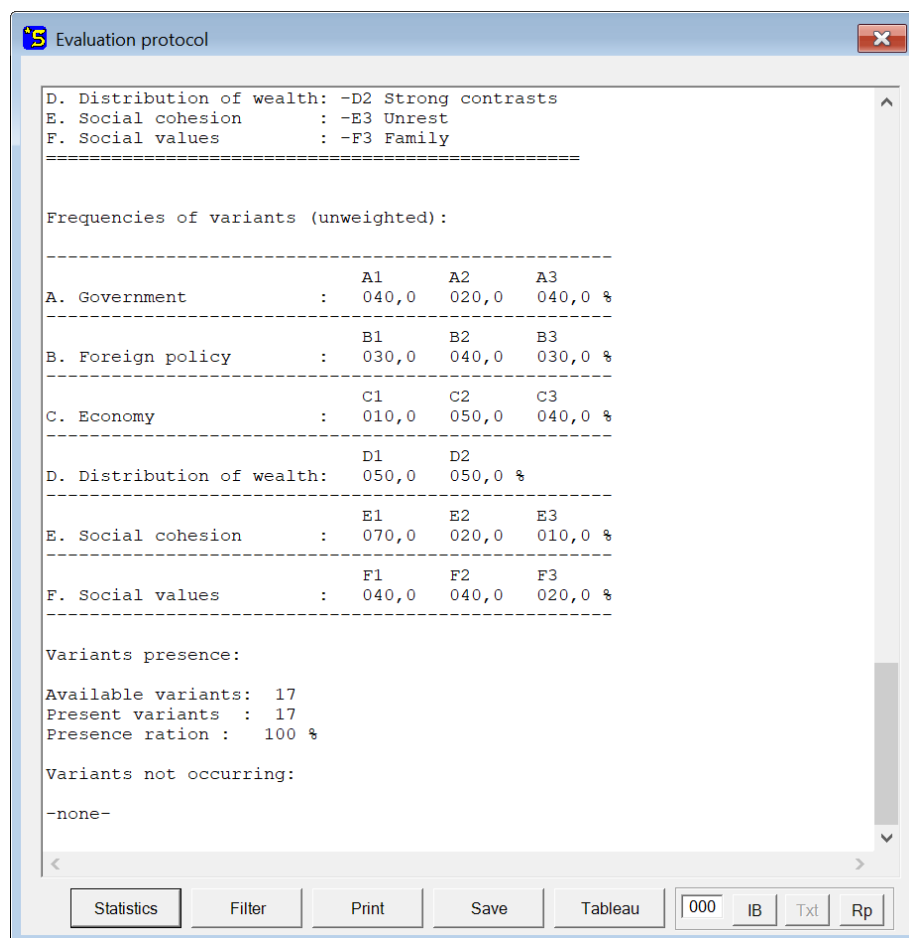 Evaluation protocol
D. Distribution of wealth: -D2 Strong contrasts
E. Social cohesion       : -E3 Unrest
F. Social values         : -F3 Family
=================================================
Frequencies of variants (unweighted):
----------------------------------------------------
                             A1      A2      A3
A. Government            :   040,0   020,0   040,0 %
----------------------------------------------------
                             B1      B2      B3
B. Foreign policy        :   030,0   040,0   030,0 %
----------------------------------------------------
                             C1      C2      C3
C. Economy               :   010,0   050,0   040,0 %
----------------------------------------------------
                             D1      D2
D. Distribution of wealth:   050,0   050,0 %
----------------------------------------------------
                             E1      E2      E3
E. Social cohesion       :   070,0   020,0   010,0 %
----------------------------------------------------
                             F1      F2      F3
F. Social values         :   040,0   040,0   020,0 %
----------------------------------------------------
Variants presence:
Available variants:  17
Present variants  :  17
Presence ration :   100 %
Variants not occurring:
-none-
Statistics Filter Print Save Tableau 000 IB Txt Rp